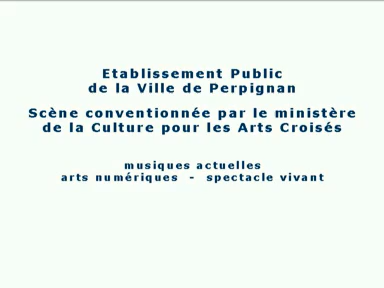 Etablissement Public
de la Ville de Perpignan
Scène conventionnée par le ministère
de la Culture pour les Arts Croisés
musiques actuelles
arts numériques - spectacle vivant